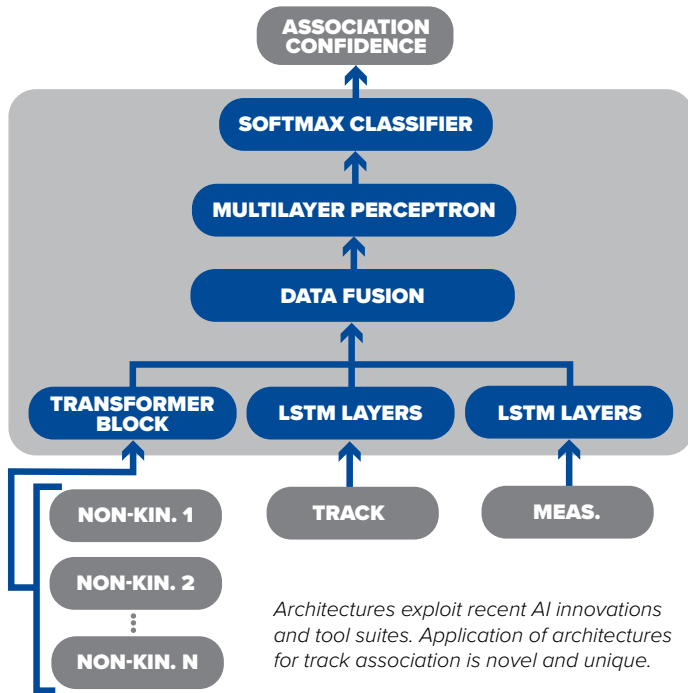 ASSOCIATION
CONFIDENCE
SOFTMAX CLASSIFIER
MULTILAYER PERCEPTRON
DATA FUSION
TRANSFORMER
BLOCK
LSTM LAYERS
LSTM LAYERS
NON-KIN. 1
TRACK
MEAS.
NON-KIN. 2
NON-KIN. N
Architectures exploit recent AI innovations
and tool suites. Application of architectures
for track association is novel and unique.